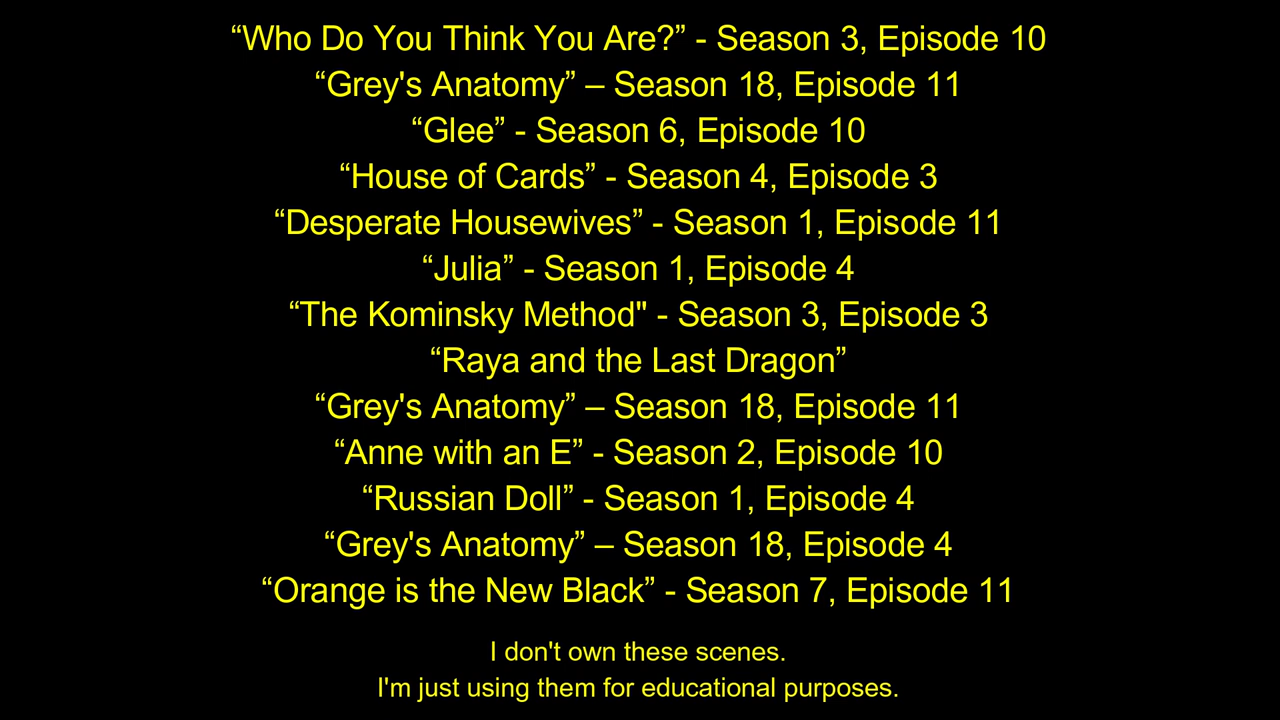 “Who Do You Think You Are?” - Season 3, Episode 10
“Grey's Anatomy” – Season 18, Episode 11
“Glee” - Season 6, Episode 10
“House of Cards” - Season 4, Episode 3
“Desperate Housewives” - Season 1, Episode 11
“Julia” - Season 1, Episode 4
“The Kominsky Method" - Season 3, Episode 3
“Raya and the Last Dragon”
“Grey's Anatomy” – Season 18, Episode 11
“Anne with an E” - Season 2, Episode 10
“Russian Doll” - Season 1, Episode 4
“Grey's Anatomy” – Season 18, Episode 4
“Orange is the New Black” - Season 7, Episode 11
I don't own these scenes.
I'm just using them for educational purposes.